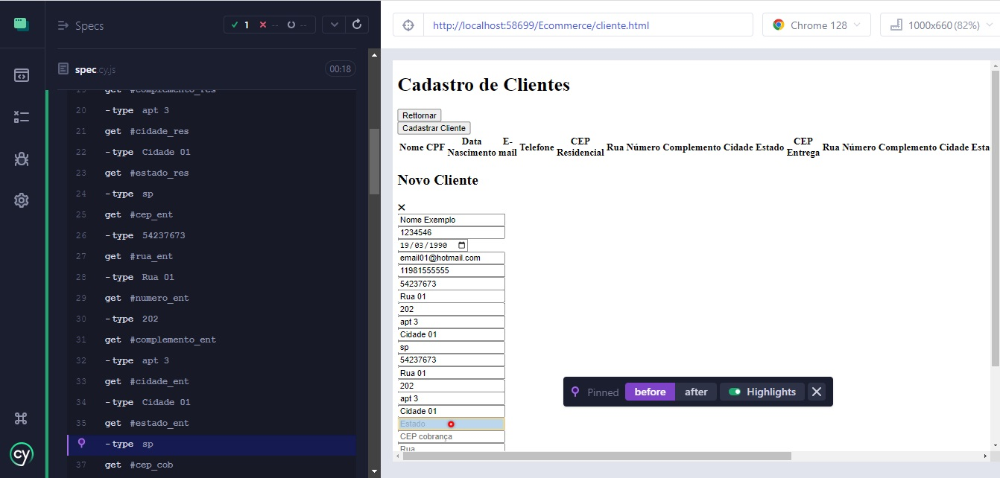 Specs
1
--
--
spec.cy.js
00:18
19 get #complemento_res
20 -type apt 3
21 get #cidade_res
22 -type Cidade 01
23 get #estado_res
24 -type sp
25 get #cep_ent
26 -type 54237673
27 get #rua_ent
28 -type Rua 01
29 get #numero_ent
30 -type 202
31 get #complemento_ent
32 -type apt 3
33 get #cidade_ent
34 -type Cidade 01
35 get #estado_ent
-type sp
37 get #cep_cob
cy
http://localhost:58699/Ecommerce/cliente.html
Chrome 128
1000x660 (82%)
Cadastro de Clientes
Rettornar
Cadastrar Cliente
Nome CPF Data Nascimento E-mail Telefone CEP Residencial Rua Número Complemento Cidade Estado CEP Entrega Rua Número Complemento Cidade Esta
Novo Cliente
Nome Exemplo
1234546
19/03/1990
email01@hotmail.com
11981555555
54237673
Rua 01
202
apt 3
Cidade 01
sp
54237673
Rua 01
202
apt 3
Cidade 01
Estado
CEP cobrança
Rua
Pinned before after Highlights